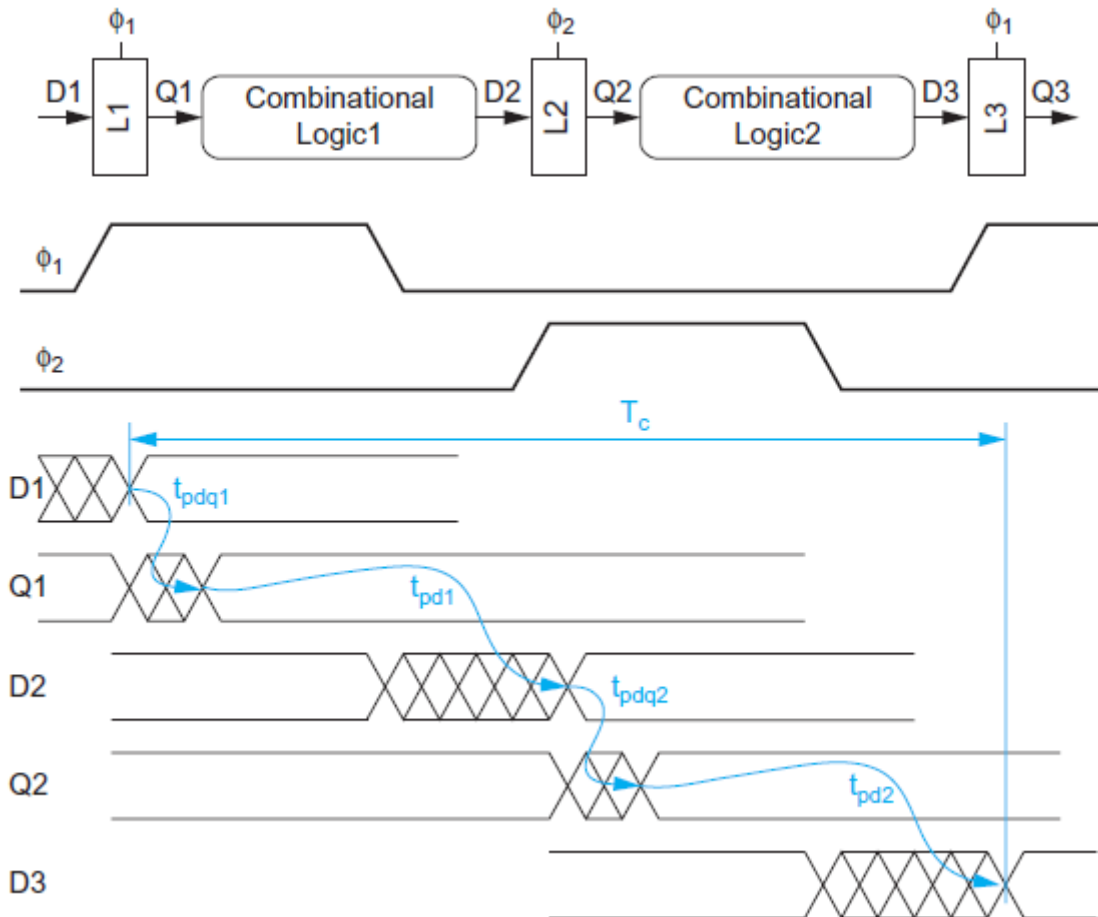 ϕ1 ϕ2 ϕ1
D1 L1 Q1 Combinational Logic1 D2 L2 Q2 Combinational Logic2 D3 L3 Q3
ϕ1
ϕ2
Tc
D1
tpdq1
Q1
tpd1
D2
tpdq2
Q2
tpd2
D3